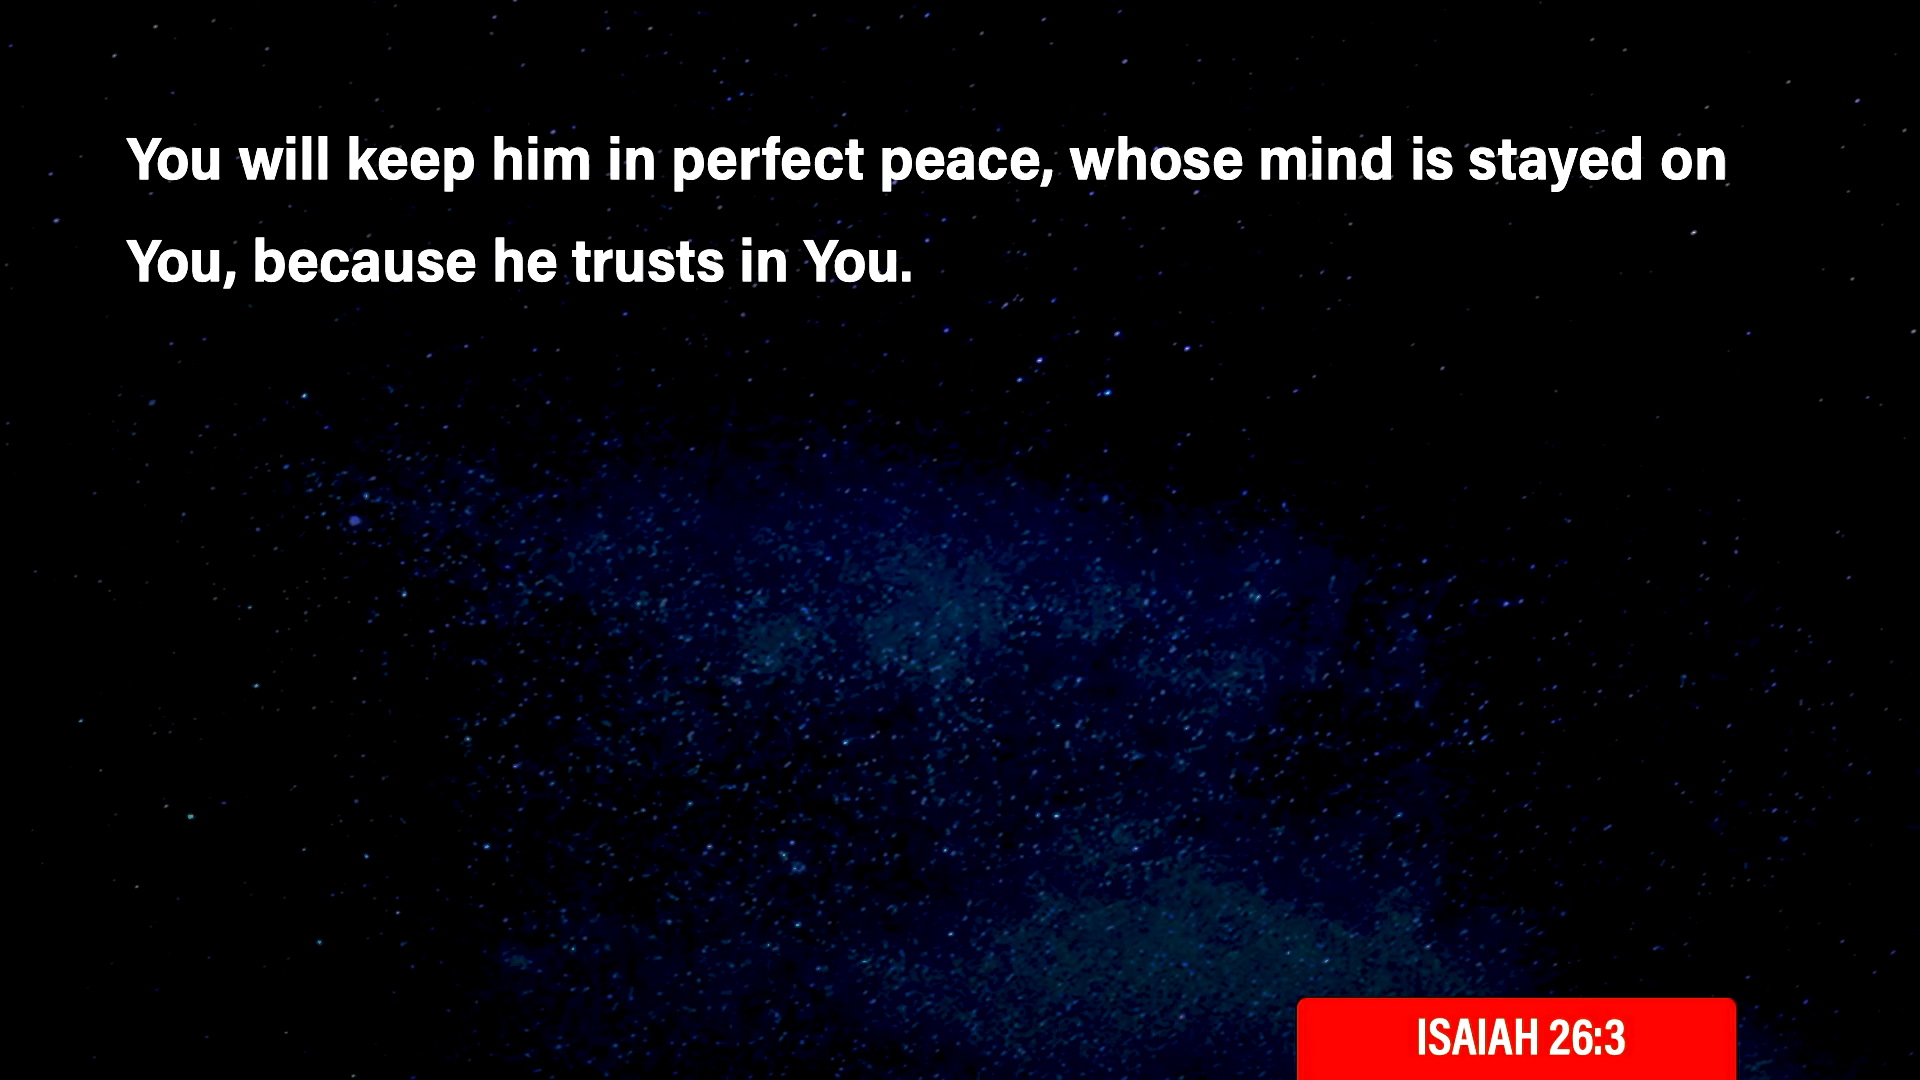 You will keep him in perfect peace, whose mind is stayed on
You, because he trusts in You.
ISAIAH 26:3